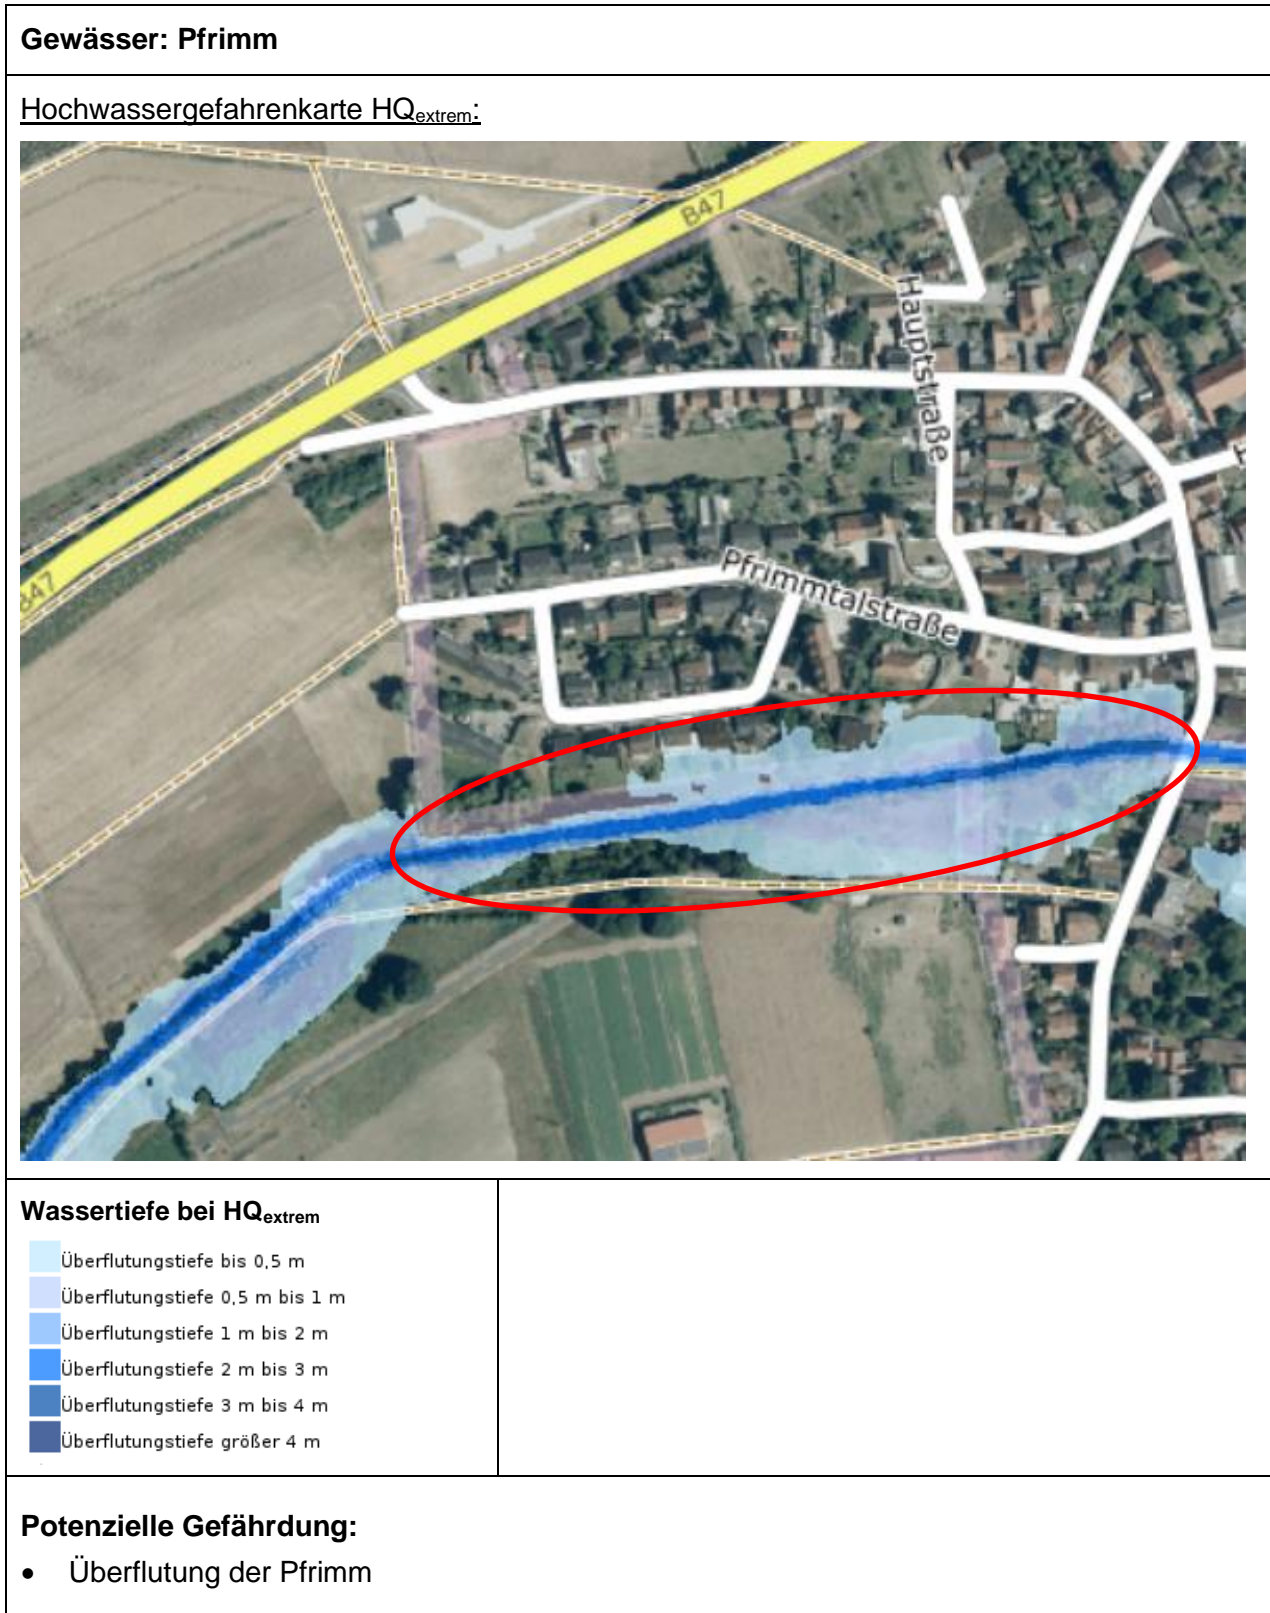 Gewässer: Pfrimm
Hochwassergefahrenkarte HQextrem:
B47
Hauptstraße
Pfrimmtalstraße
B47
Wassertiefe bei HQextrem
Überflutungstiefe bis 0,5 m
Überflutungstiefe 0,5 m bis 1 m
Überflutungstiefe 1 m bis 2 m
Überflutungstiefe 2 m bis 3 m
Überflutungstiefe 3 m bis 4 m
Überflutungstiefe größer 4 m
Potenzielle Gefährdung:
• Überflutung der Pfrimm